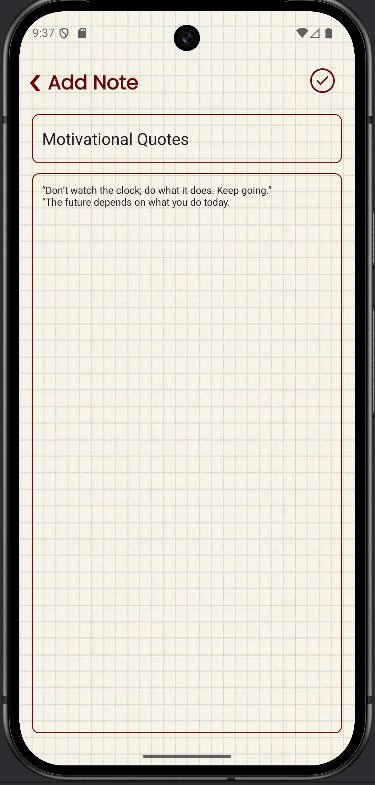 9:37
Add Note
Motivational Quotes
“Don’t watch the clock; do what it does. Keep going.”
“The future depends on what you do today.